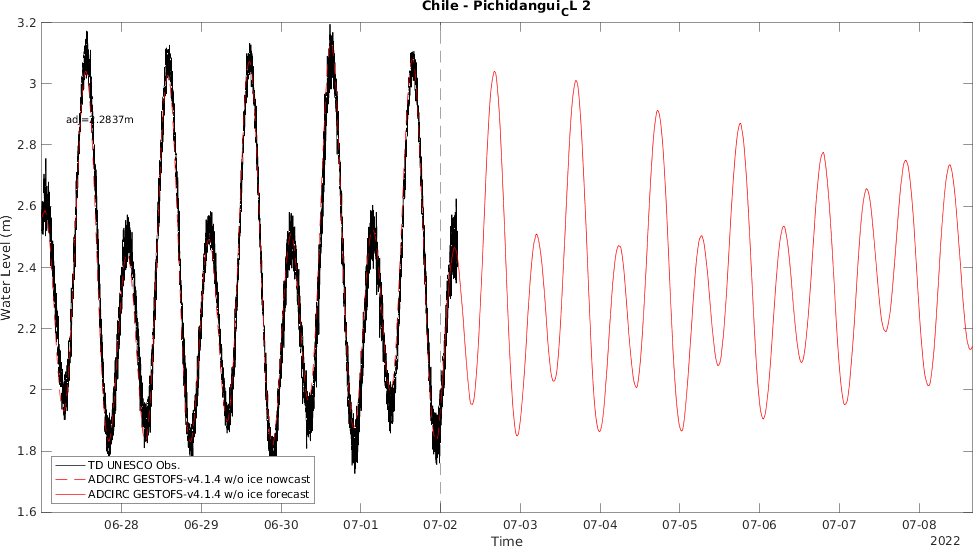 Chile - Pichidangui_CL 2
3.2
3
2.8
2.6
2.4
2.2
2
1.8
1.6
Water Level (m)
adj=2.2837m
TD UNESCO Obs.
ADCIRC GESTOFS-v4.1.4 w/o ice nowcast
ADCIRC GESTOFS-v4.1.4 w/o ice forecast
06-28 06-29 06-30 07-01 07-02 07-03 07-04 07-05 07-06 07-07 07-08
Time
2022